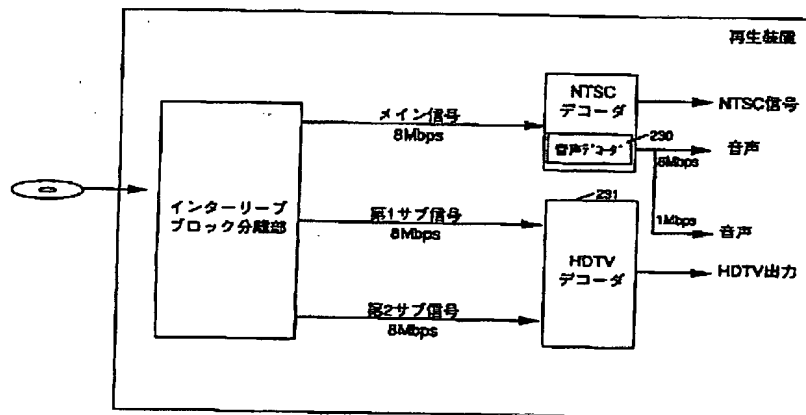 再生装置
メイン信号
8Mbps
NTSC
デコーダ
NTSC信号
230
音声デコーダ
音声
8Mbps
インターリーブ
ブロック分離部
第1サブ信号
8Mbps
231
1Mbps
音声
HDTV
デコーダ
HDTV出力
第2サブ信号
8Mbps